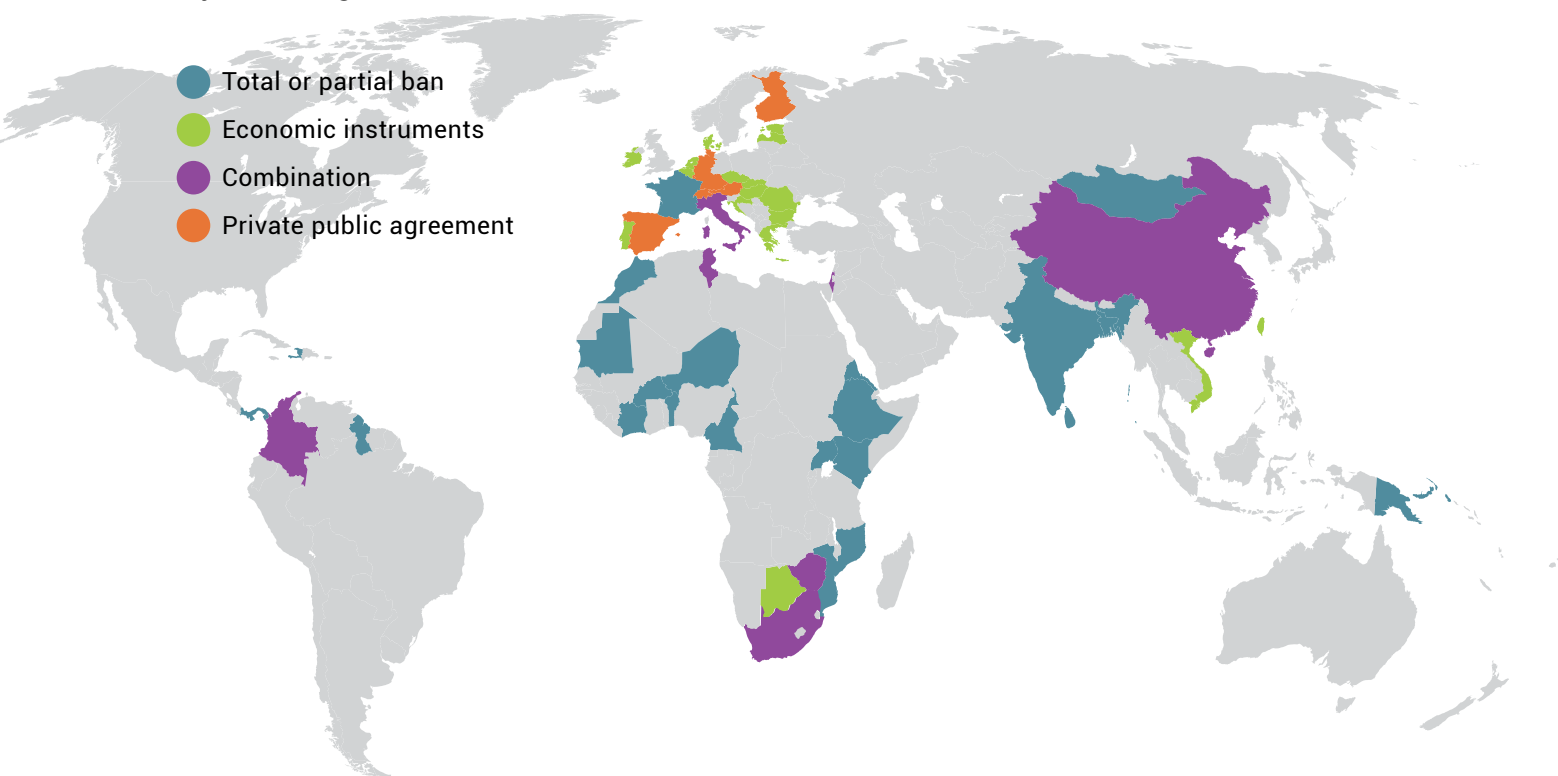 Total or partial ban
Economic instruments
Combination
Private public agreement